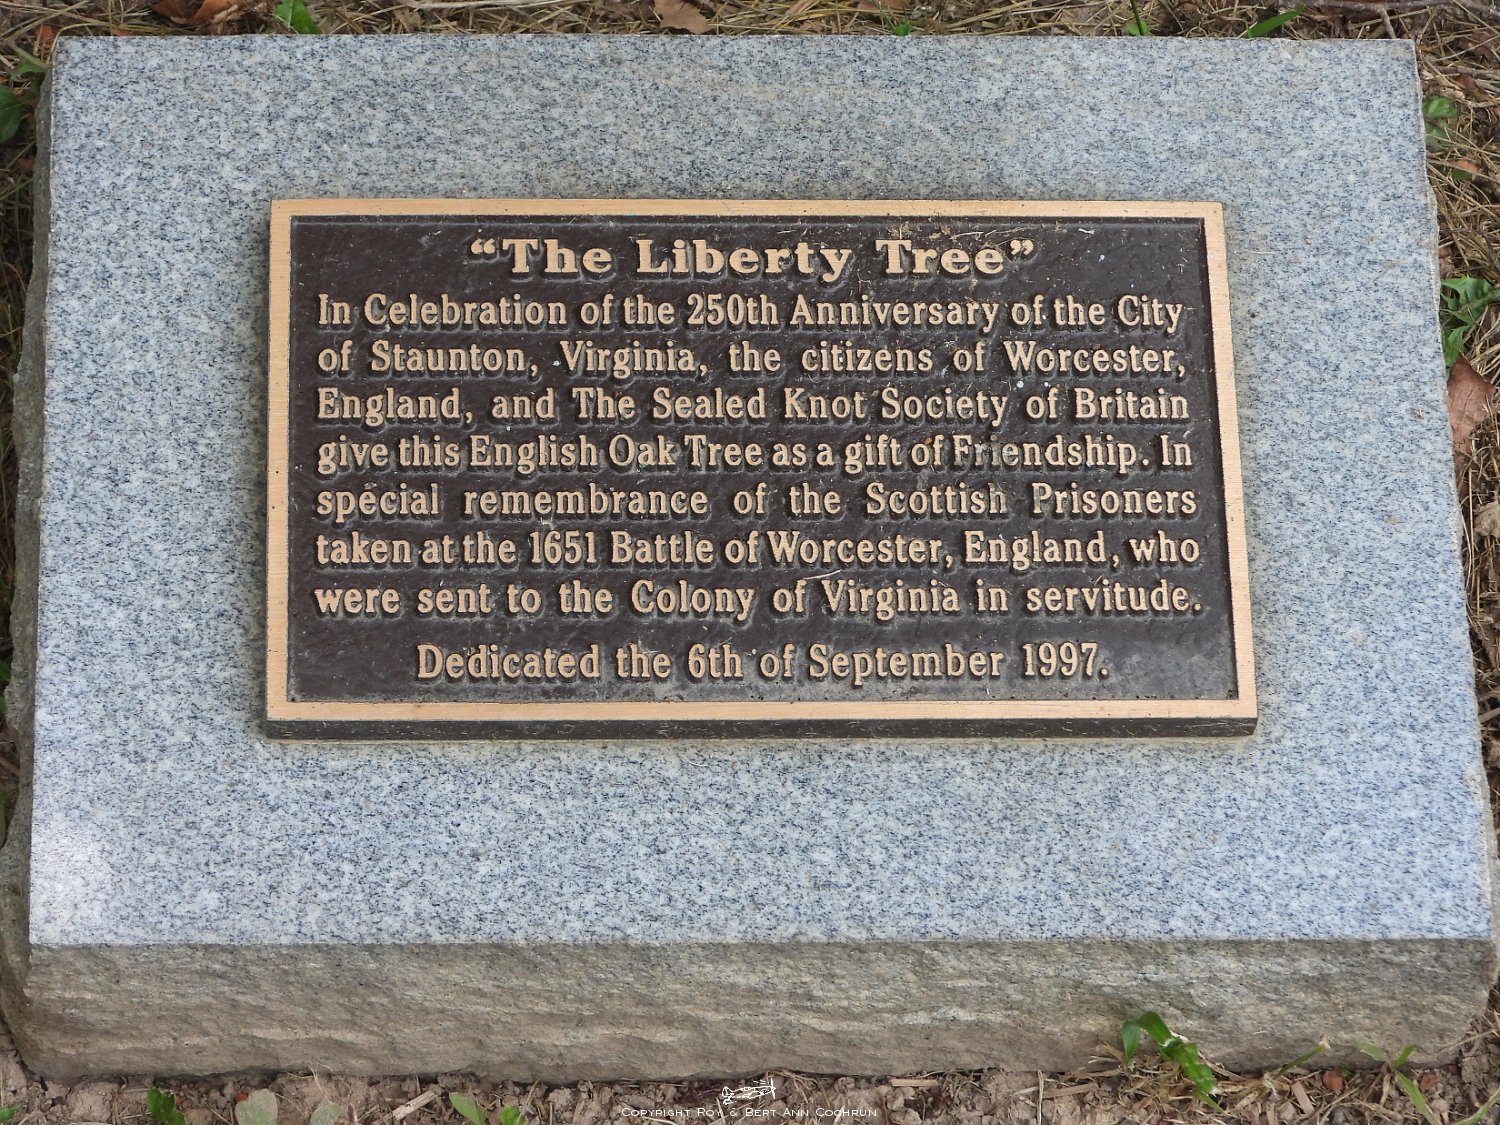 “The Liberty Tree”
In Celebration of the 250th Anniversary of the City
of Staunton, Virginia, the citizens of Worcester,
England, and The Sealed Knot Society of Britain
give this English Oak Tree as a gift of Friendship. In
special remembrance of the Scottish Prisoners
taken at the 1651 Battle of Worcester, England, who
were sent to the Colony of Virginia in servitude.
Dedicated the 6th of September 1997.
Copyright Roy & Bert Ann Cochrun